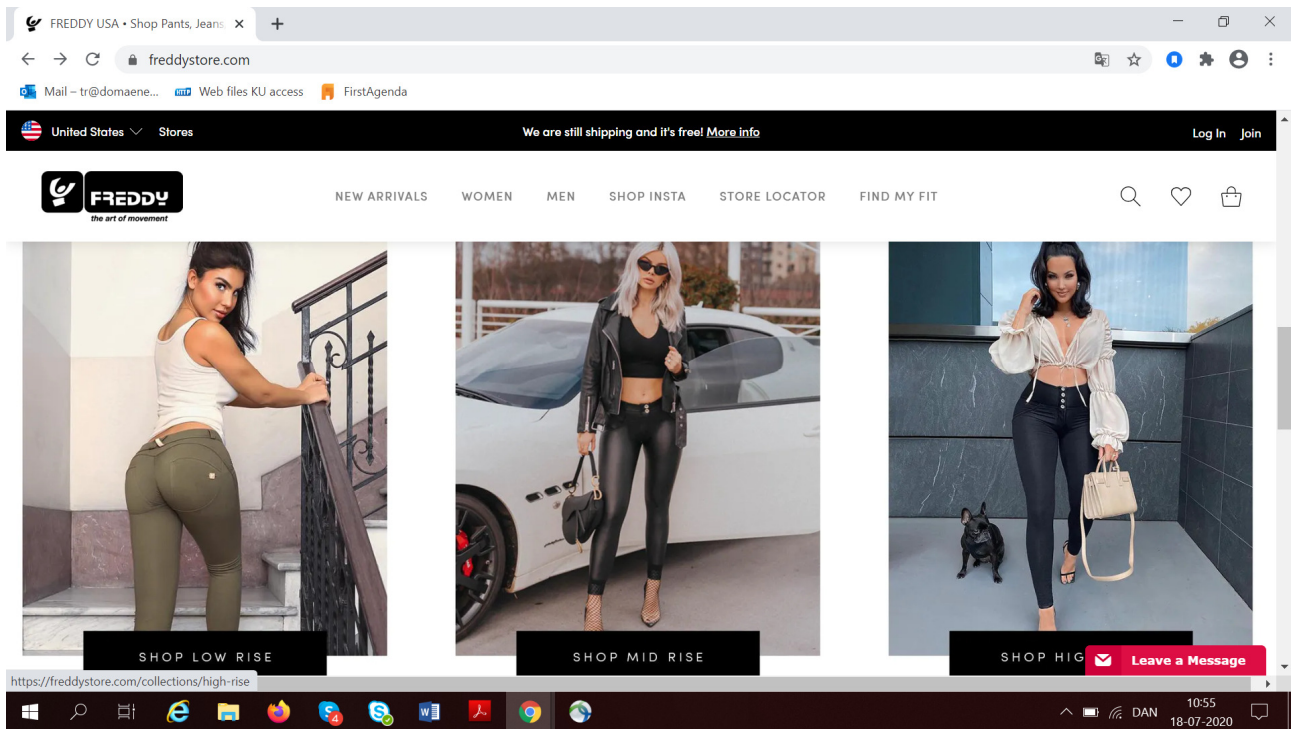 FREDDY USA • Shop Pants, Jeans,
freddystore.com
Mail – tr@domaene...
HTTP
Web files KU access
FirstAgenda
United States
Stores
We are still shipping and it's free! More info
Log In
Join
FREDDY
the art of movement
NEW ARRIVALS
WOMEN
MEN
SHOP INSTA
STORE LOCATOR
FIND MY FIT
SHOP LOW RISE
SHOP MID RISE
SHOP HIG
Leave a Message
https://freddystore.com/collections/high-rise
4
DAN
10:55
18-07-2020